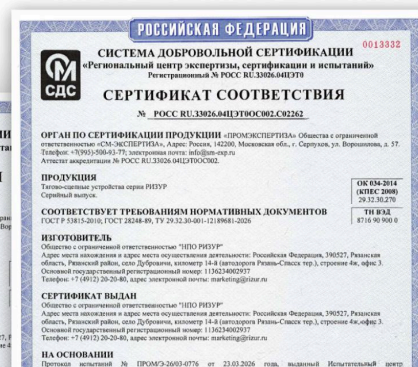 РОССИЙСКАЯ ФЕДЕРАЦИЯ
0013332
СДС
СИСТЕМА ДОБРОВОЛЬНОЙ СЕРТИФИКАЦИИ
«Региональный центр экспертизы, сертификации и испытаний»
Регистрационный № РОСС RU.33026.04ЦЭТ0
СЕРТИФИКАТ СООТВЕТСТВИЯ
№ РОСС RU.33026.04ЦЭТ0ОС002.С02262
ОРГАН ПО СЕРТИФИКАЦИИ ПРОДУКЦИИ «ПРОМЭКСПЕРТИЗА» Общества с ограниченной
ответственностью «СМ-ЭКСПЕРТИЗА», Адрес: Россия, 142200, Московская обл., г. Серпухов, ул. Ворошилова, д. 57.
Телефон: +7(995)-500-93-77; электронная почта: info@sm-exp.ru
Аттестат аккредитации № РОСС RU.33026.04ЦЭТ0ОС002.
ПРОДУКЦИЯ
Тягово-сцепные устройства серии РИЗУР
Серийный выпуск.
ОК 034-2014
(КПЕС 2008)
29.32.30.270
СООТВЕТСТВУЕТ ТРЕБОВАНИЯМ НОРМАТИВНЫХ ДОКУМЕНТОВ
ГОСТ Р 53815-2010; ГОСТ 28248-89, ТУ 29.32.30-001-12189681-2026
ТН ВЭД
8716 90 900 0
ИЗГОТОВИТЕЛЬ
Общество с ограниченной ответственностью "НПО РИЗУР"
Адрес места нахождения и адрес места осуществления деятельности: Российская Федерация, 390527, Рязанская
область, Рязанский район, село Дубровичи, километр 14-й (автодороги Рязань-Спасск тер.), строение 4ж, офис 3.
Основной государственный регистрационный номер: 1136234002937
Телефон: +7 (4912) 20-20-80, адрес электронной почты: marketing@rizur.ru
СЕРТИФИКАТ ВЫДАН
Общество с ограниченной ответственностью "НПО РИЗУР"
Адрес места нахождения и адрес места осуществления деятельности: Российская Федерация, 390527, Рязанская
область, Рязанский район, село Дубровичи, километр 14-й (автодороги Рязань-Спасск тер.), строение 4ж, офис 3.
Основной государственный регистрационный номер: 1136234002937
Телефон: +7 (4912) 20-20-80, адрес электронной почты: marketing@rizur.ru
НА ОСНОВАНИИ
Протокол испытаний № ПРОМ/Э-26/03-0776 от 23.03.2026 года, выданный Испытательный центр